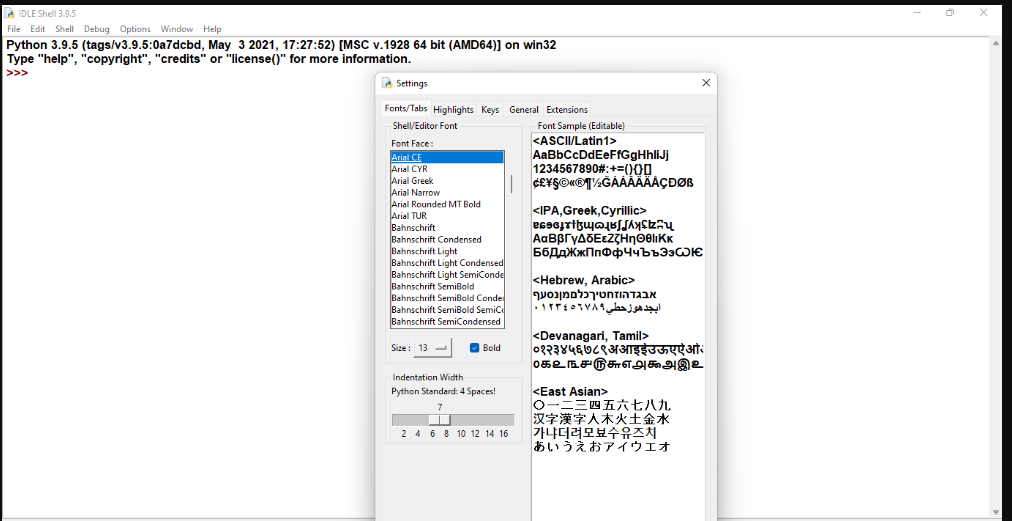 IDLE Shell 3.9.5
File Edit Shell Debug Options Window Help
Python 3.9.5 (tags/v3.9.5:0a7dcbd, May  3 2021, 17:27:52) [MSC v.1928 64 bit (AMD64)] on win32
Type "help", "copyright", "credits" or "license()" for more information.
>>>
Settings
Fonts/Tabs Highlights Keys General Extensions
Shell/Editor Font
Font Face :
Arial CE
Arial CYR
Arial Greek
Arial Narrow
Arial Rounded MT Bold
Arial TUR
Bahnschrift
Bahnschrift Condensed
Bahnschrift Light
Bahnschrift Light Condensed
Bahnschrift Light SemiConde
Bahnschrift SemiBold
Bahnschrift SemiBold Conde
Bahnschrift SemiBold SemiC
Bahnschrift SemiCondensed
Size : 13 Bold
Indentation Width
Python Standard: 4 Spaces!
7
2 4 6 8 10 12 14 16
Font Sample (Editable)
<ASCII/Latin1>
AaBbCcDdEeFfGgHhIiJj
1234567890#:+=(){}[]
¢£¥§©«®¶½ĞÀÁÂÃÄÅÇÐØß
<IPA,Greek,Cyrillic>
ΑαΒβΓγΔδΕεΖζΗηΘθΙιΚκ
БбДдЖжПпФфЧчЪъЭэѠѤ
<Hebrew, Arabic>
אבגדהוזחטיךכלםמןנסעף
ابجدهوزحطي٠١٢٣٤٥٦٧٨٩
<Devanagari, Tamil>
०१२३४५६७८९अआइईउऊएऐओ
௦௧௨௩௪௫௬௭௮௯அஇஉ
<East Asian>
〇一二三四五六七八九
汉字漢字人木火土金水
가냐더려모뵤수유즈치
あいうえおアイウエオ